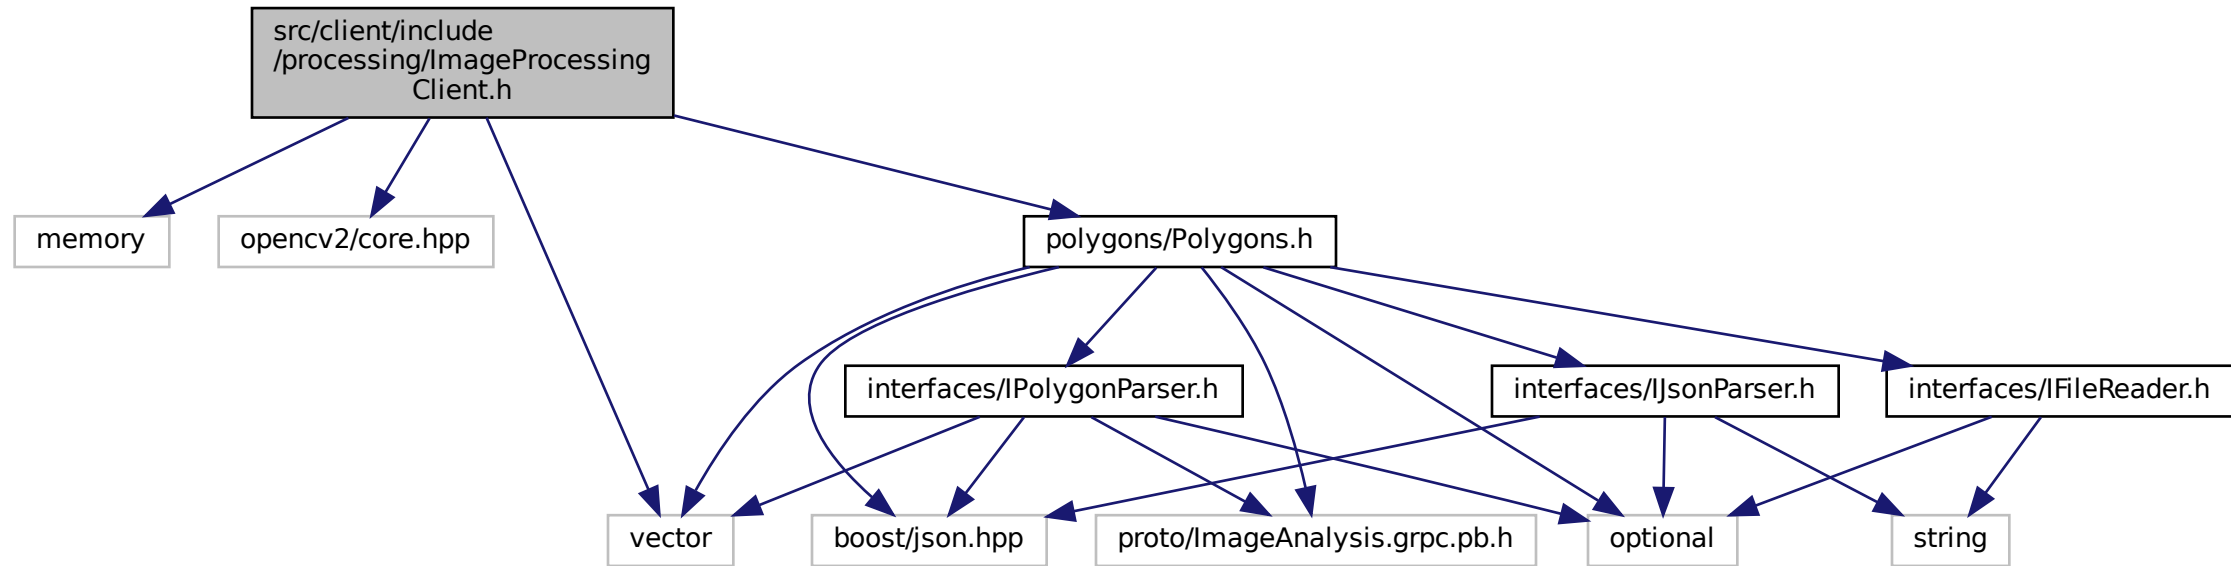 src/client/include
/processing/ImageProcessing
Client.h
memory
opencv2/core.hpp
polygons/Polygons.h
interfaces/IPolygonParser.h
interfaces/IJsonParser.h
interfaces/IFileReader.h
vector
boost/json.hpp
proto/ImageAnalysis.grpc.pb.h
optional
string